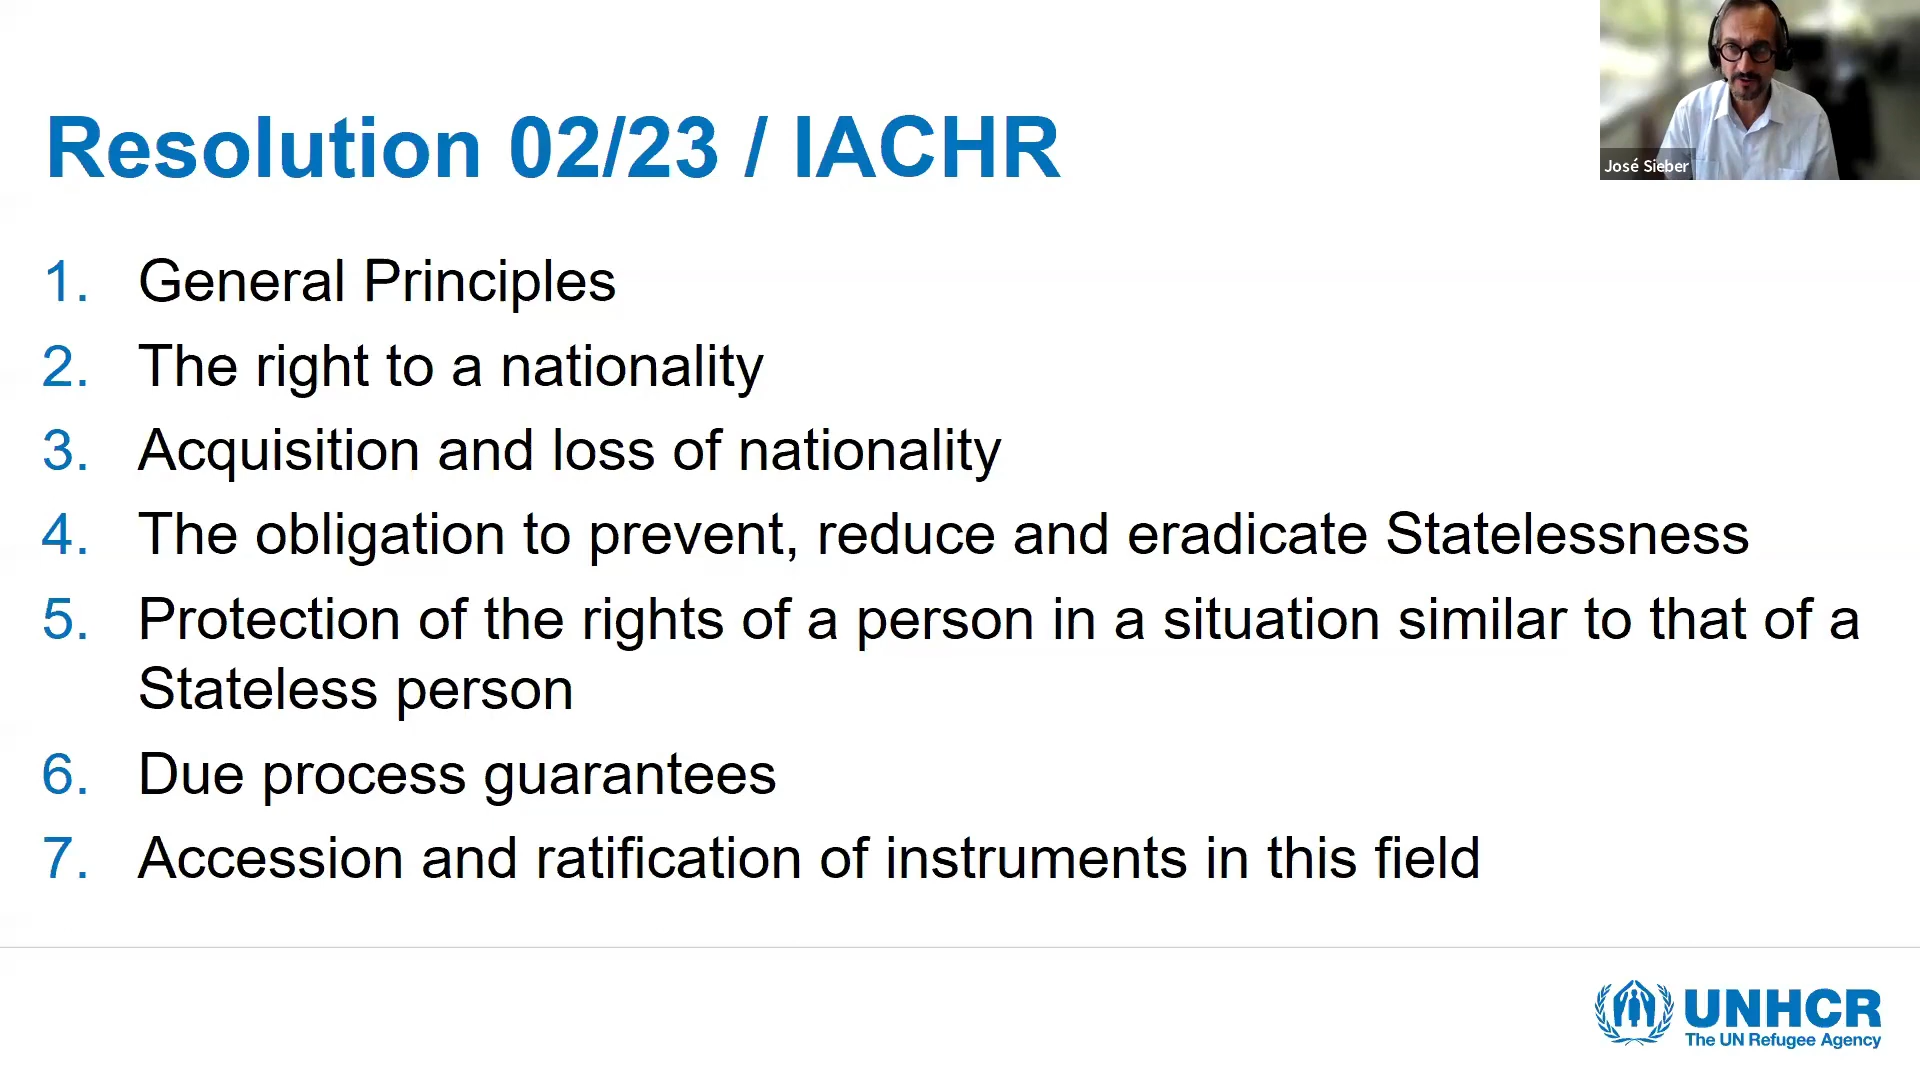 Resolution 02/23 / IACHR
José Sieber
1. General Principles
2. The right to a nationality
3. Acquisition and loss of nationality
4. The obligation to prevent, reduce and eradicate Statelessness
5. Protection of the rights of a person in a situation similar to that of a
Stateless person
6. Due process guarantees
7. Accession and ratification of instruments in this field
UNHCR
The UN Refugee Agency